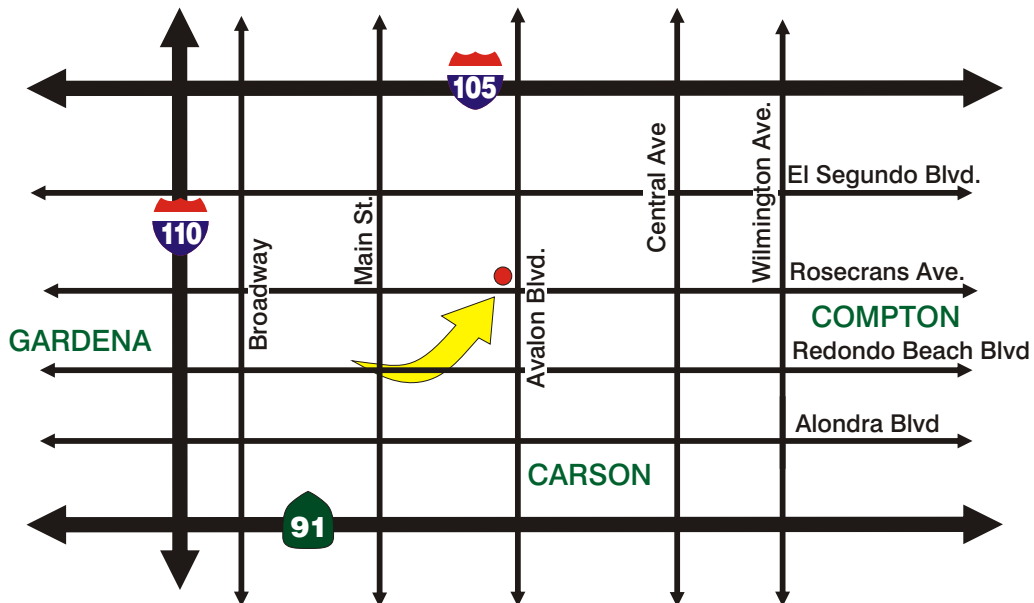 105
El Segundo Blvd.
110
Main St.
Central Ave
Wilmington Ave.
Broadway
Avalon Blvd.
Rosecrans Ave.
GARDENA
COMPTON
Redondo Beach Blvd
Alondra Blvd
CARSON
91